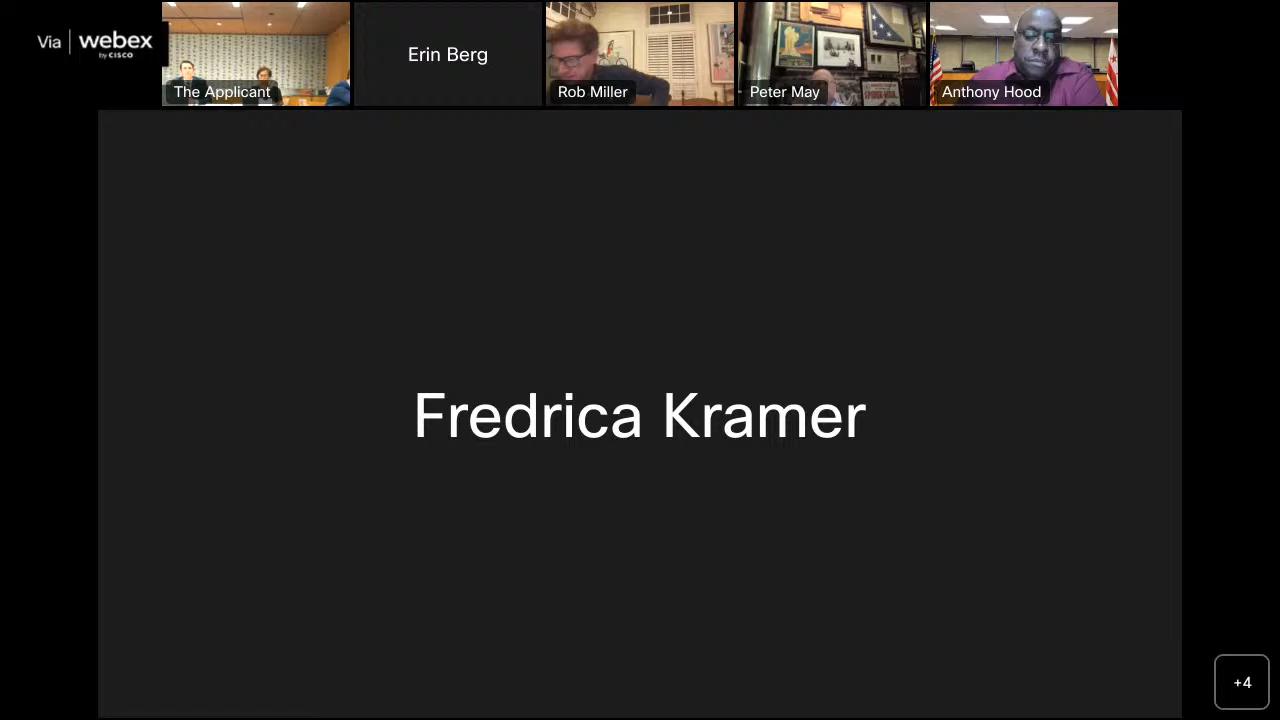 Via | webex
by CISCO
The Applicant
Erin Berg
Rob Miller
Peter May
Anthony Hood
Fredrica Kramer
+4